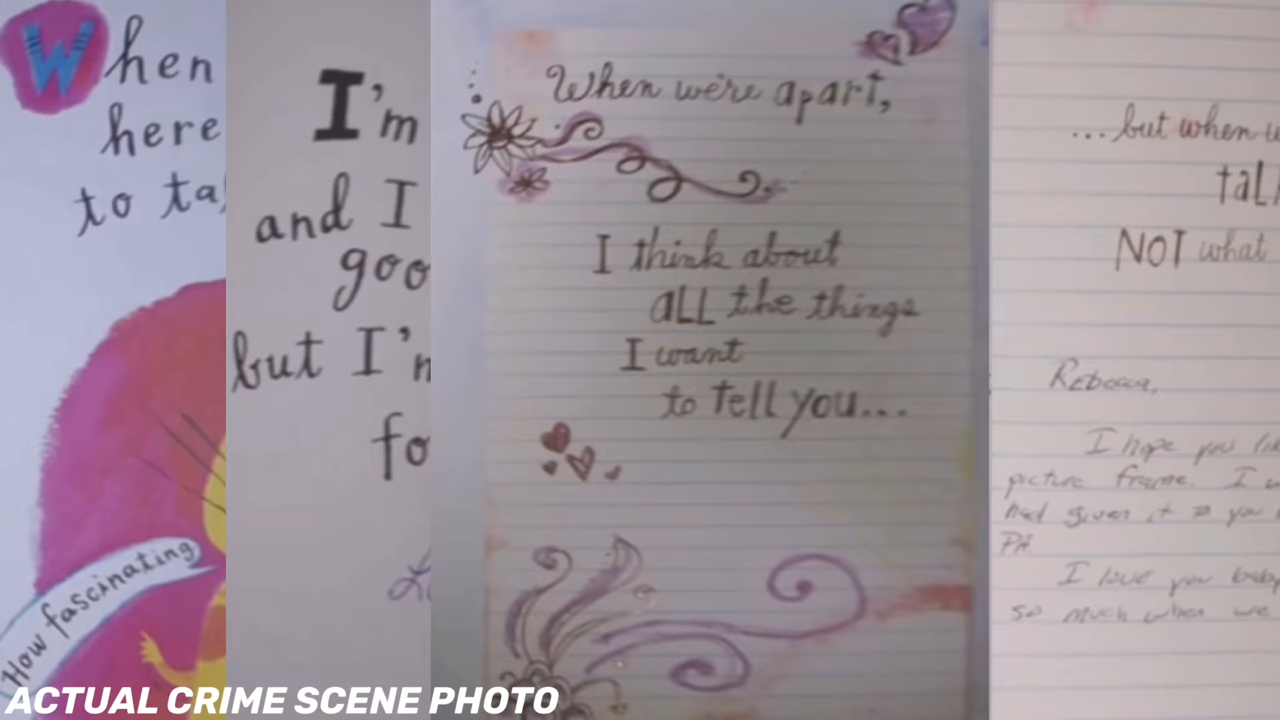 When
here
to ta
How fascinating
I'm
and I
goo
but I'
fo
When we're apart,
I think about
aLL the things
I want
to tell you...
...but when
taL
NOT what
Rebecca,
I hope you
picture frame. I
had given it to you
PA.
I love you baby
so much when we
ACTUAL CRIME SCENE PHOTO